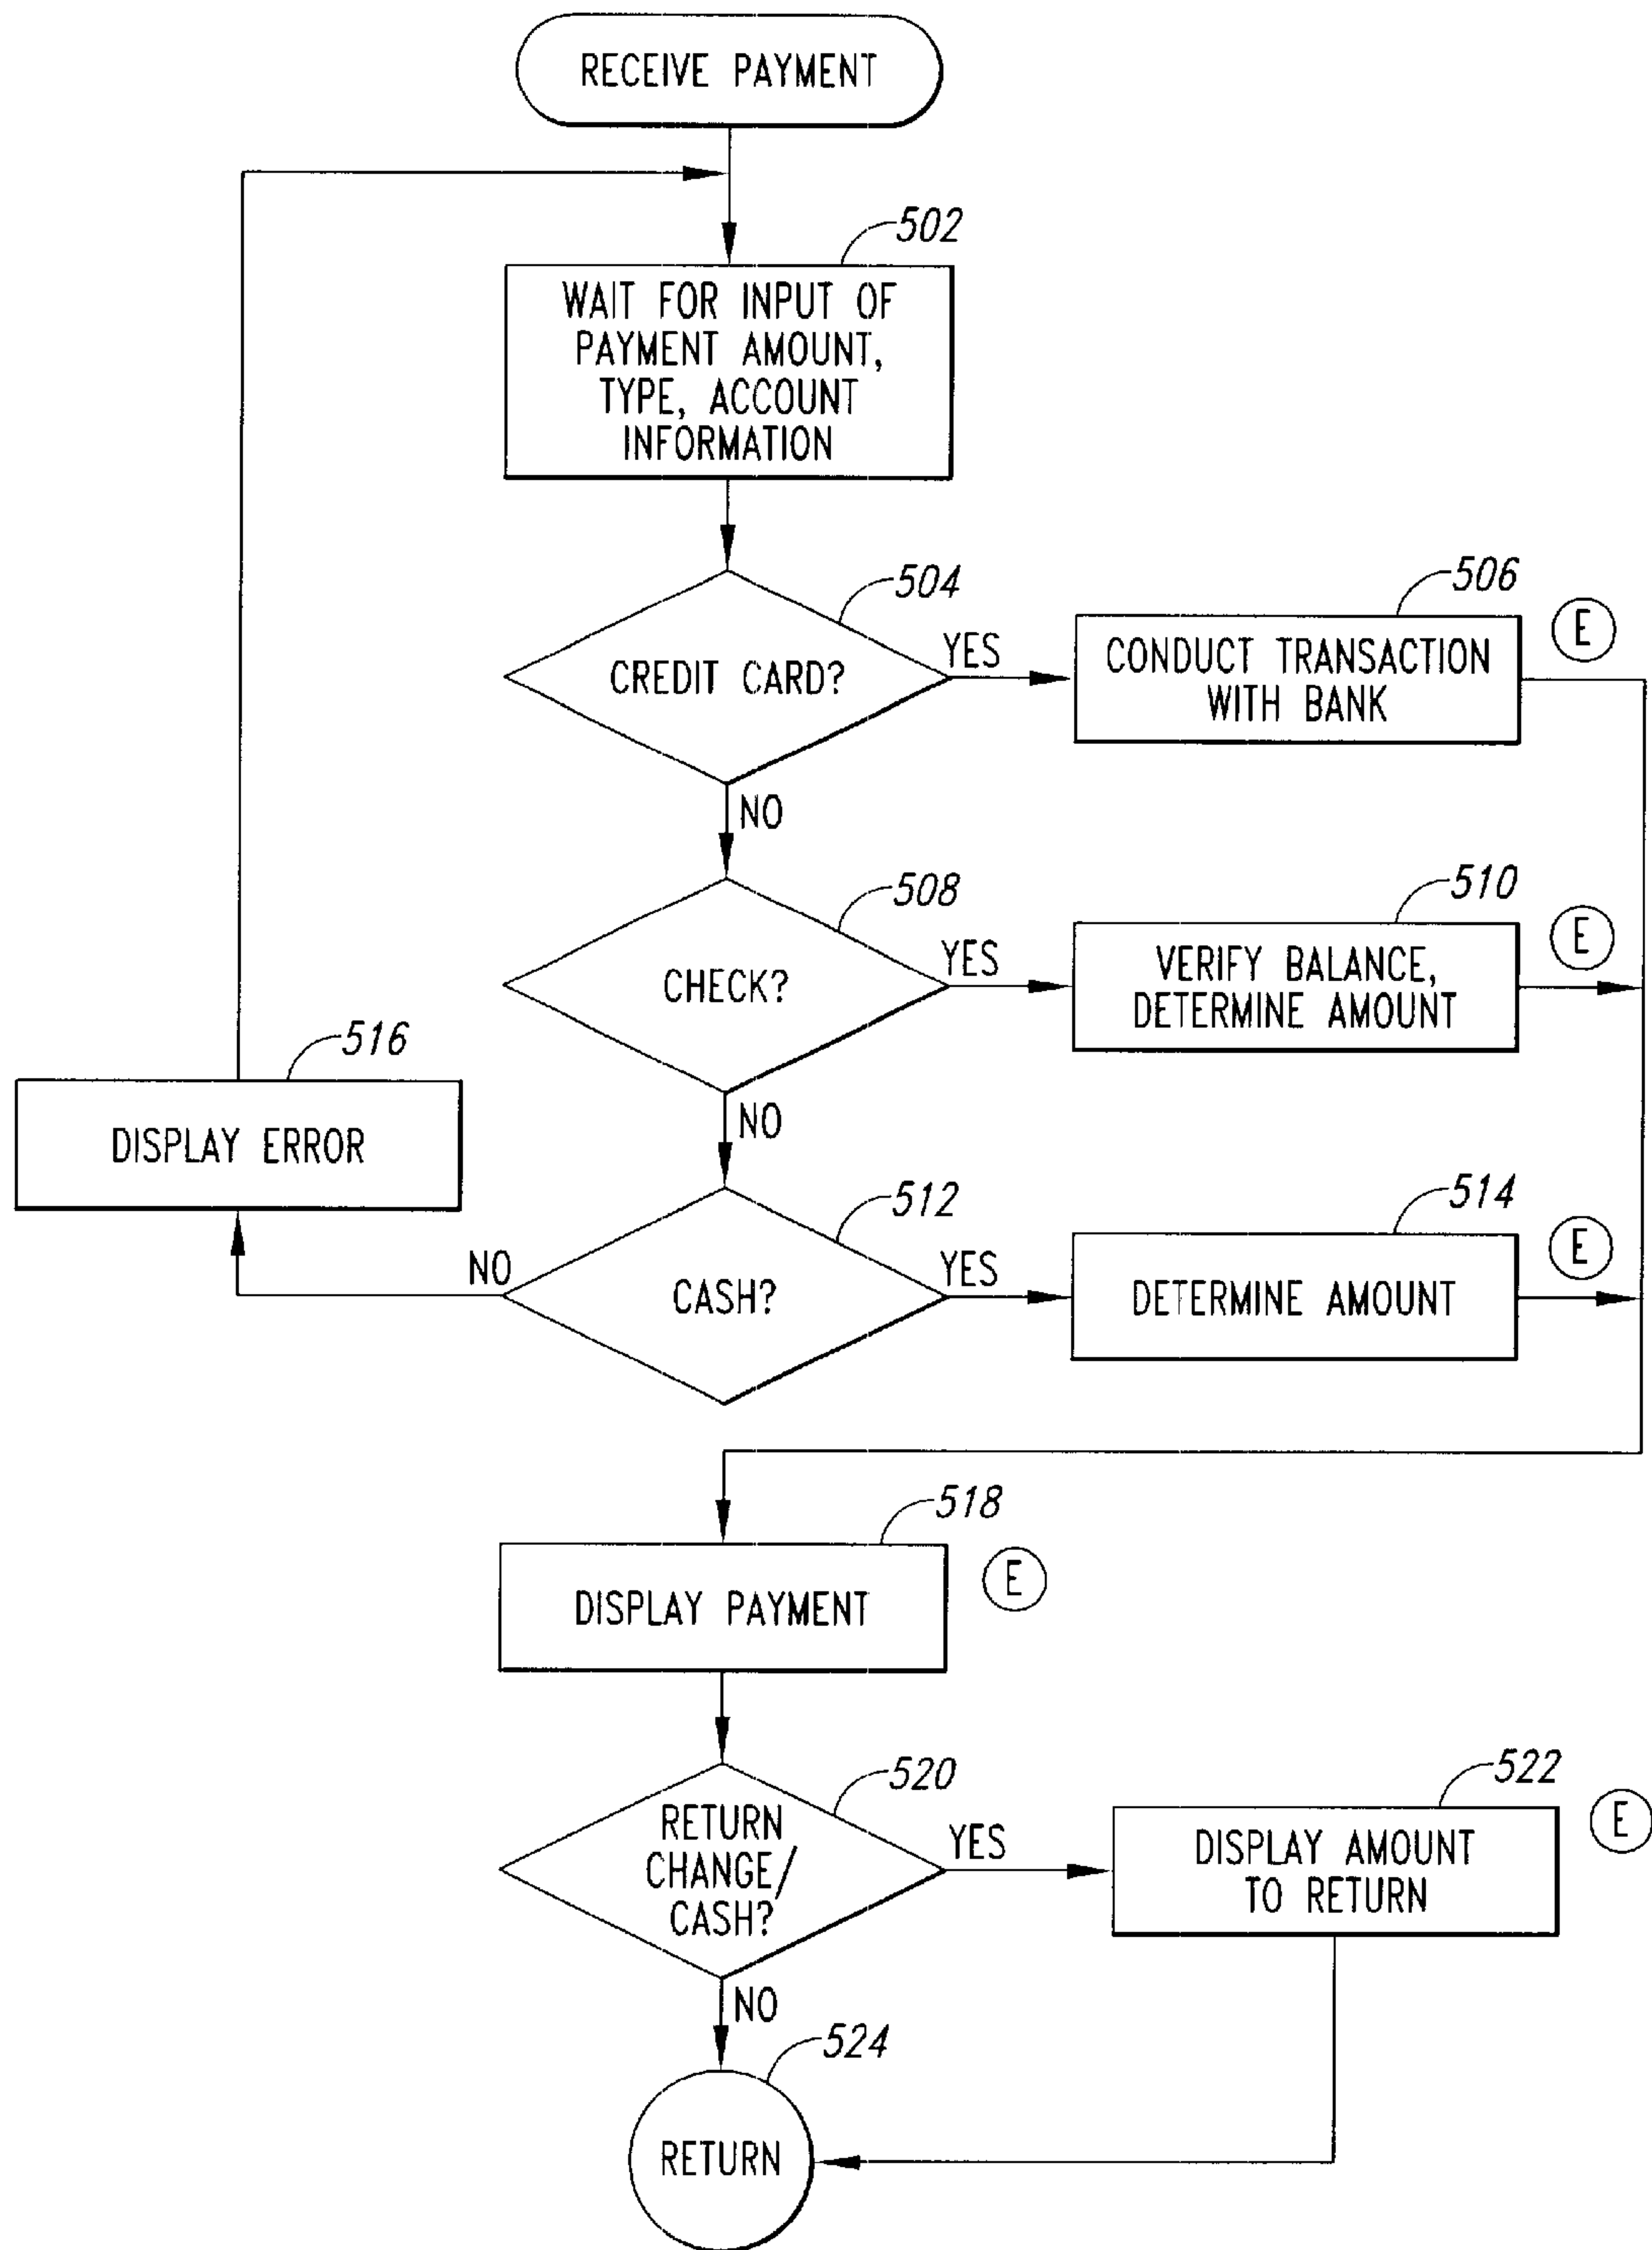 RECEIVE PAYMENT
502
WAIT FOR INPUT OF
PAYMENT AMOUNT,
TYPE, ACCOUNT
INFORMATION
504
CREDIT CARD?
YES
506
CONDUCT TRANSACTION
WITH BANK
E
NO
508
CHECK?
YES
510
VERIFY BALANCE,
DETERMINE AMOUNT
E
NO
516
DISPLAY ERROR
512
CASH?
NO
YES
514
DETERMINE AMOUNT
E
518
DISPLAY PAYMENT
E
520
RETURN
CHANGE/
CASH?
YES
522
DISPLAY AMOUNT
TO RETURN
E
NO
524
RETURN